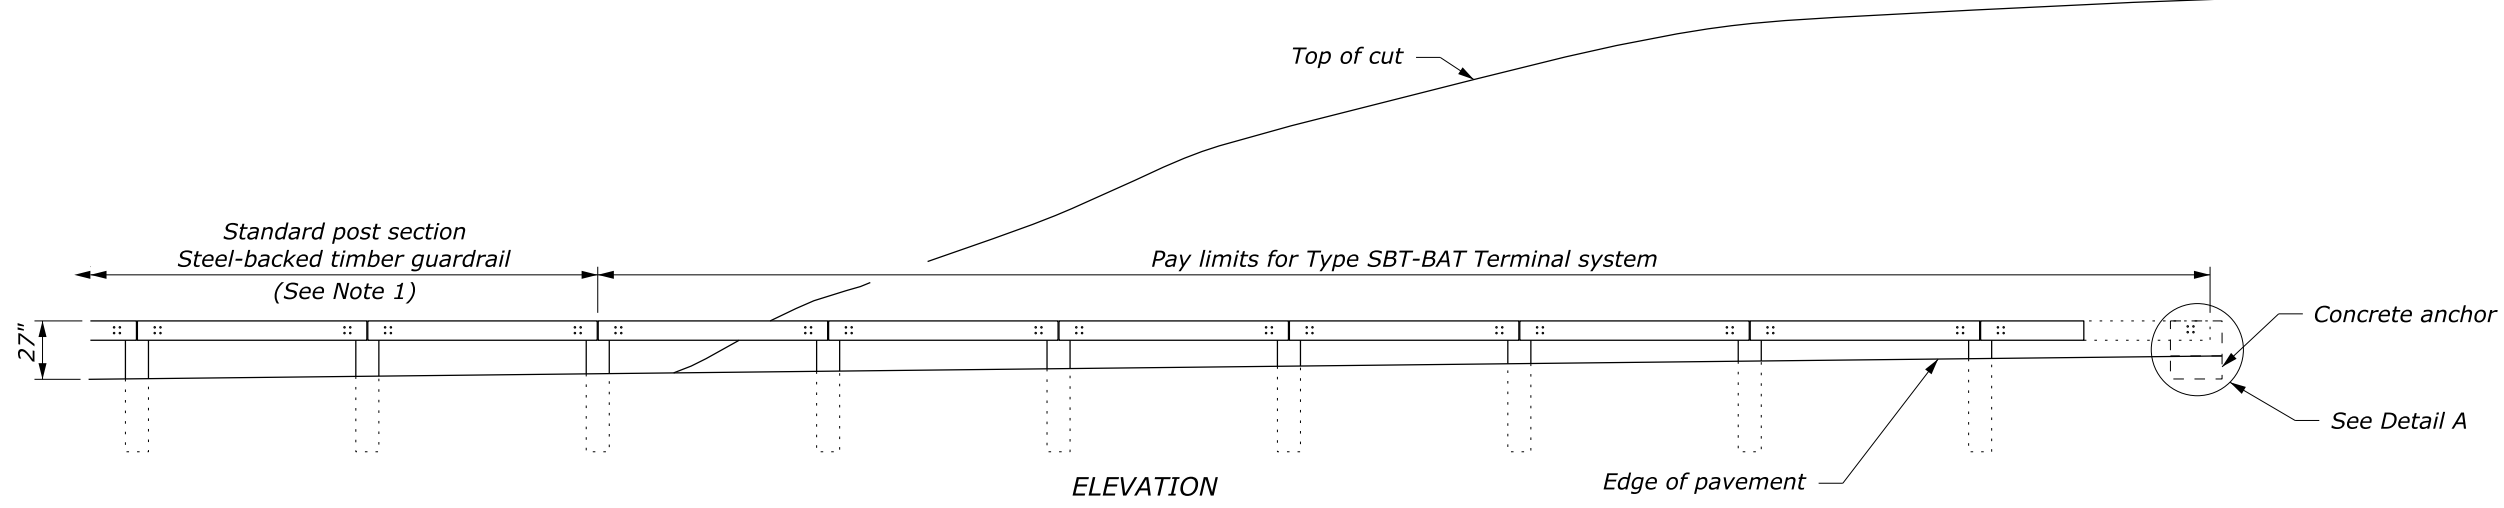 Top of cut
Standard post section
Steel-backed timber guardrail
(See Note 1)
Pay limits for Type SBT-BAT Terminal system
27"
Concrete anchor
See Detail A
Edge of pavement
ELEVATION